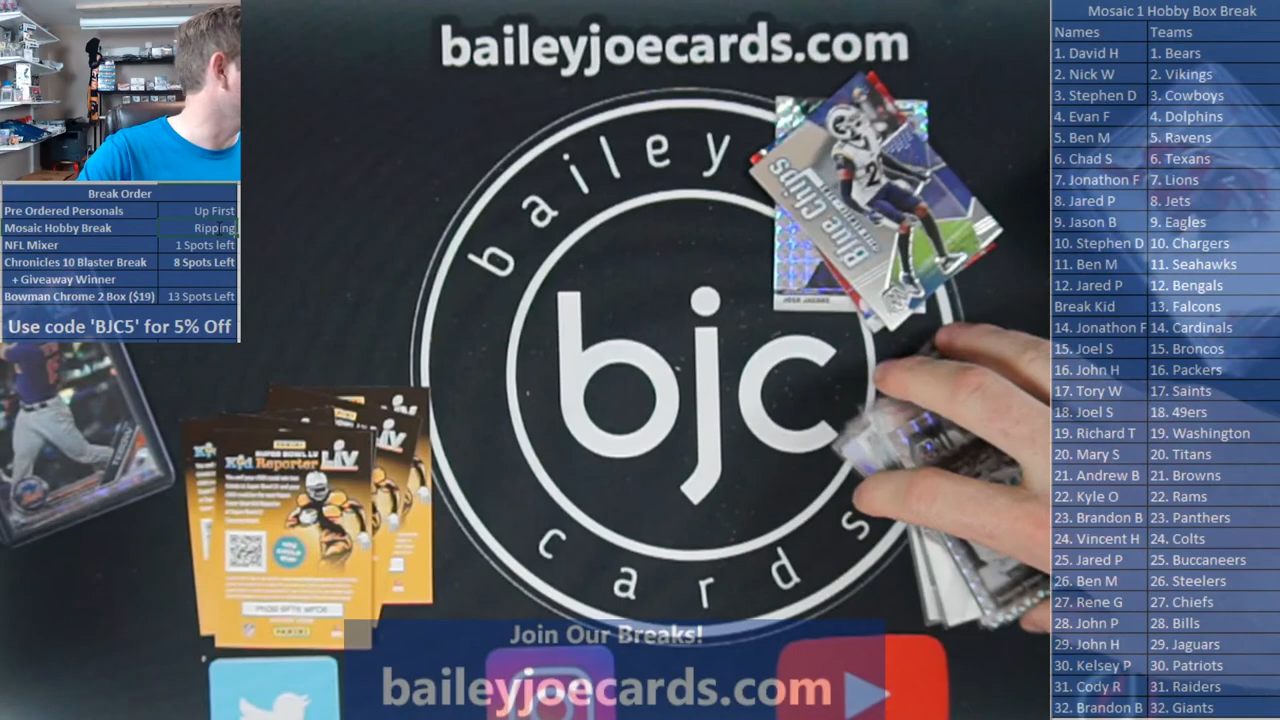 baileyjoecards.com
bailey
bjc
cards
Blue Chips
JOSH JACOBS
PANINI
SUPER BOWL LV
Kid Reporter
LIV
PANINI
Join Our Breaks!
baileyjoecards.com
Break Order
Pre Ordered Personals Up First
Mosaic Hobby Break Ripping
NFL Mixer 1 Spots left
Chronicles 10 Blaster Break 8 Spots Left
+ Giveaway Winner
Bowman Chrome 2 Box ($19) 13 Spots Left
Use code 'BJC5' for 5% Off
Mosaic 1 Hobby Box Break
Names Teams
1. David H 1. Bears
2. Nick W 2. Vikings
3. Stephen D 3. Cowboys
4. Evan F 4. Dolphins
5. Ben M 5. Ravens
6. Chad S 6. Texans
7. Jonathon F 7. Lions
8. Jared P 8. Jets
9. Jason B 9. Eagles
10. Stephen D 10. Chargers
11. Ben M 11. Seahawks
12. Jared P 12. Bengals
Break Kid 13. Falcons
14. Jonathon F 14. Cardinals
15. Joel S 15. Broncos
16. John H 16. Packers
17. Tory W 17. Saints
18. Joel S 18. 49ers
19. Richard T 19. Washington
20. Mary S 20. Titans
21. Andrew B 21. Browns
22. Kyle O 22. Rams
23. Brandon B 23. Panthers
24. Vincent H 24. Colts
25. Jared P 25. Buccaneers
26. Ben M 26. Steelers
27. Rene G 27. Chiefs
28. John P 28. Bills
29. John H 29. Jaguars
30. Kelsey P 30. Patriots
31. Cody R 31. Raiders
32. Brandon B 32. Giants